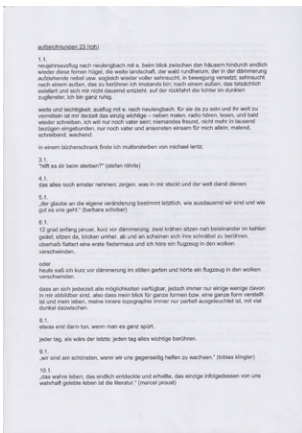 aufzeichnungen 23 (roh)
1.1.
neujahrsausflug nach neulengbach mit e. beim blick zwischen den häusern hindurch endlich
wieder diese fernen hügel, die weite landschaft, der wald rundherum, der in der dämmerung
aufziehende nebel usw. sogleich wieder voller sehnsucht, in bewegung versetzt; sehnsucht
nach einem außen, das zu berühren ich imstande bin; nach einem außen, das tatsächlich
existiert und sich mir nicht dauernd entzieht. auf der rückfahrt die lichter im dunklen
zugfenster, ich bin ganz ruhig.
weite und leichtigkeit: ausflug mit e. nach neulengbach. für sie da zu sein und ihr welt zu
vermitteln ist mir derzeit das einzig wichtige – neben malen, radio hören, lesen, und bald
wieder schreiben. ich will nur noch vater sein; niemandes freund, nicht mehr in tausend
bezügen eingebunden, nur noch vater und ansonsten einsam für mich allein; malend,
schreibend, wachend.
in einem bücherschrank finde ich muttersterben von michael lentz.
3.1.
"hilft es dir beim sterben?" (stefan röhrle)
4.1.
das alles noch ernster nehmen; zeigen, was in mir steckt und der welt damit dienen.
5.1.
„der glaube an die eigene veränderung bestimmt letztlich, wie ausdauernd wir sind und wie
gut es uns geht.“ (barbara schober)
6.1.
12 grad anfang januar, kurz vor dämmerung. zwei krähen sitzen nah beieinander im kahlen
geäst; sitzen da, blicken umher, ab und an scheinen sich ihre schnäbel zu berühren.
oberhalb flattert eine erste fledermaus und ich höre ein flugzeug in den wolken
verschwinden.
oder
heute saß ich kurz vor dämmerung im stillen garten und hörte ein flugzeug in den wolken
verschwinden.
dass an sich jederzeit alle möglichkeiten verfügbar, jedoch immer nur einige wenige davon
in mir abbildbar sind. also dass mein blick für ganze formen bzw. eine ganze form verstellt
ist und mein leben, meine innere topographie immer nur partiell ausgeleuchtet ist, mit viel
dunkel dazwischen.
8.1.
etwas erst dann tun, wenn man es ganz spürt.
jeder tag, als wärs der letzte; jeden tag alles wichtige berühren.
9.1.
„wir sind am schönsten, wenn wir uns gegenseitig helfen zu wachsen.“ (tobias klingler)
10.1.
„das wahre leben, das endlich entdeckte und erhellte, das einzige infolgedessen von uns
wahrhaft gelebte leben ist die literatur.“ (marcel proust)